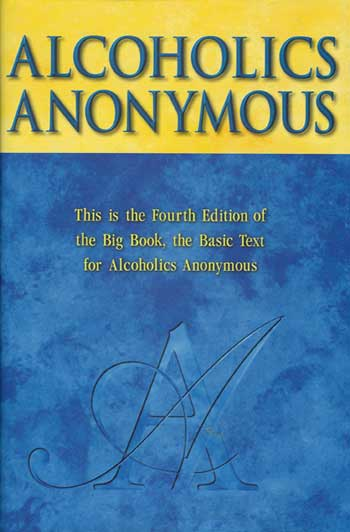 ALCOHOLICS
ANONYMOUS
This is the Fourth Edition of
the Big Book, the Basic Text
for Alcoholics Anonymous
AA